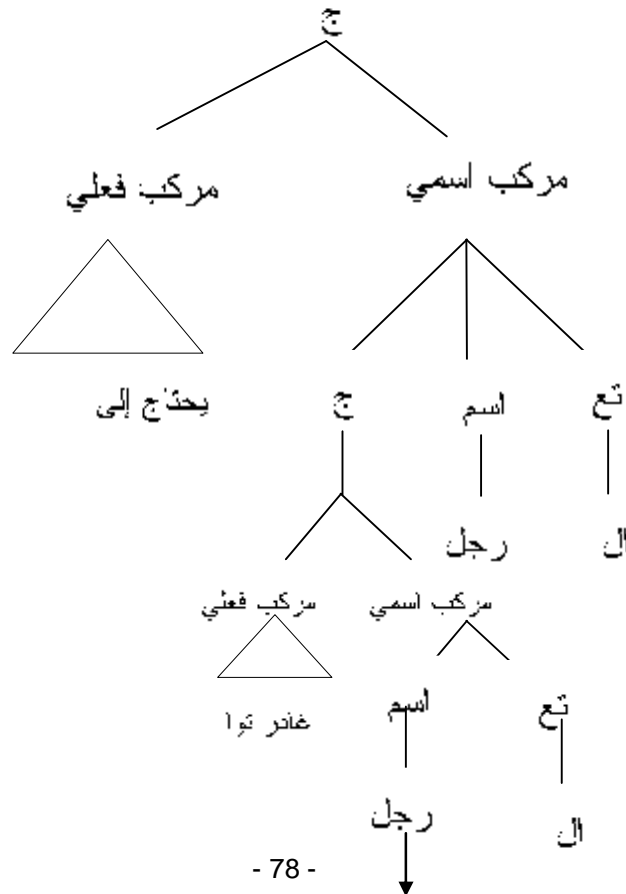 ج
مركب اسمي مركب فعلي
تع اسم ج يحتاج إلى
ال رجل
مركب اسمي مركب فعلي
تع اسم غادر توا
ال رجل
- 78 -